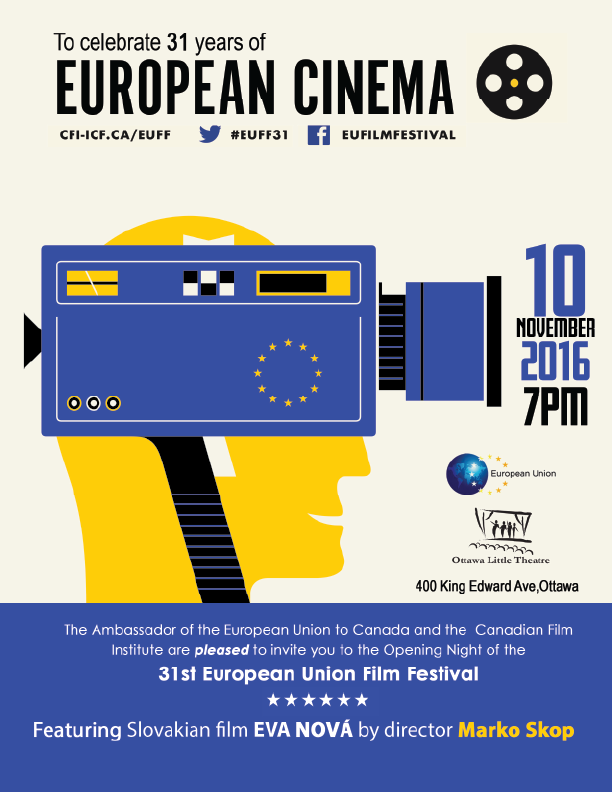 To celebrate 31 years of
EUROPEAN CINEMA
CFI-ICF.CA/EUFF #EUFF31 EUFILMFESTIVAL
10
NOVEMBER
2016
7PM
European Union
Ottawa Little Theatre
400 King Edward Ave,Ottawa
The Ambassador of the European Union to Canada and the Canadian Film
Institute are pleased to invite you to the Opening Night of the
31st European Union Film Festival
Featuring Slovakian film EVA NOVÁ by director Marko Skop